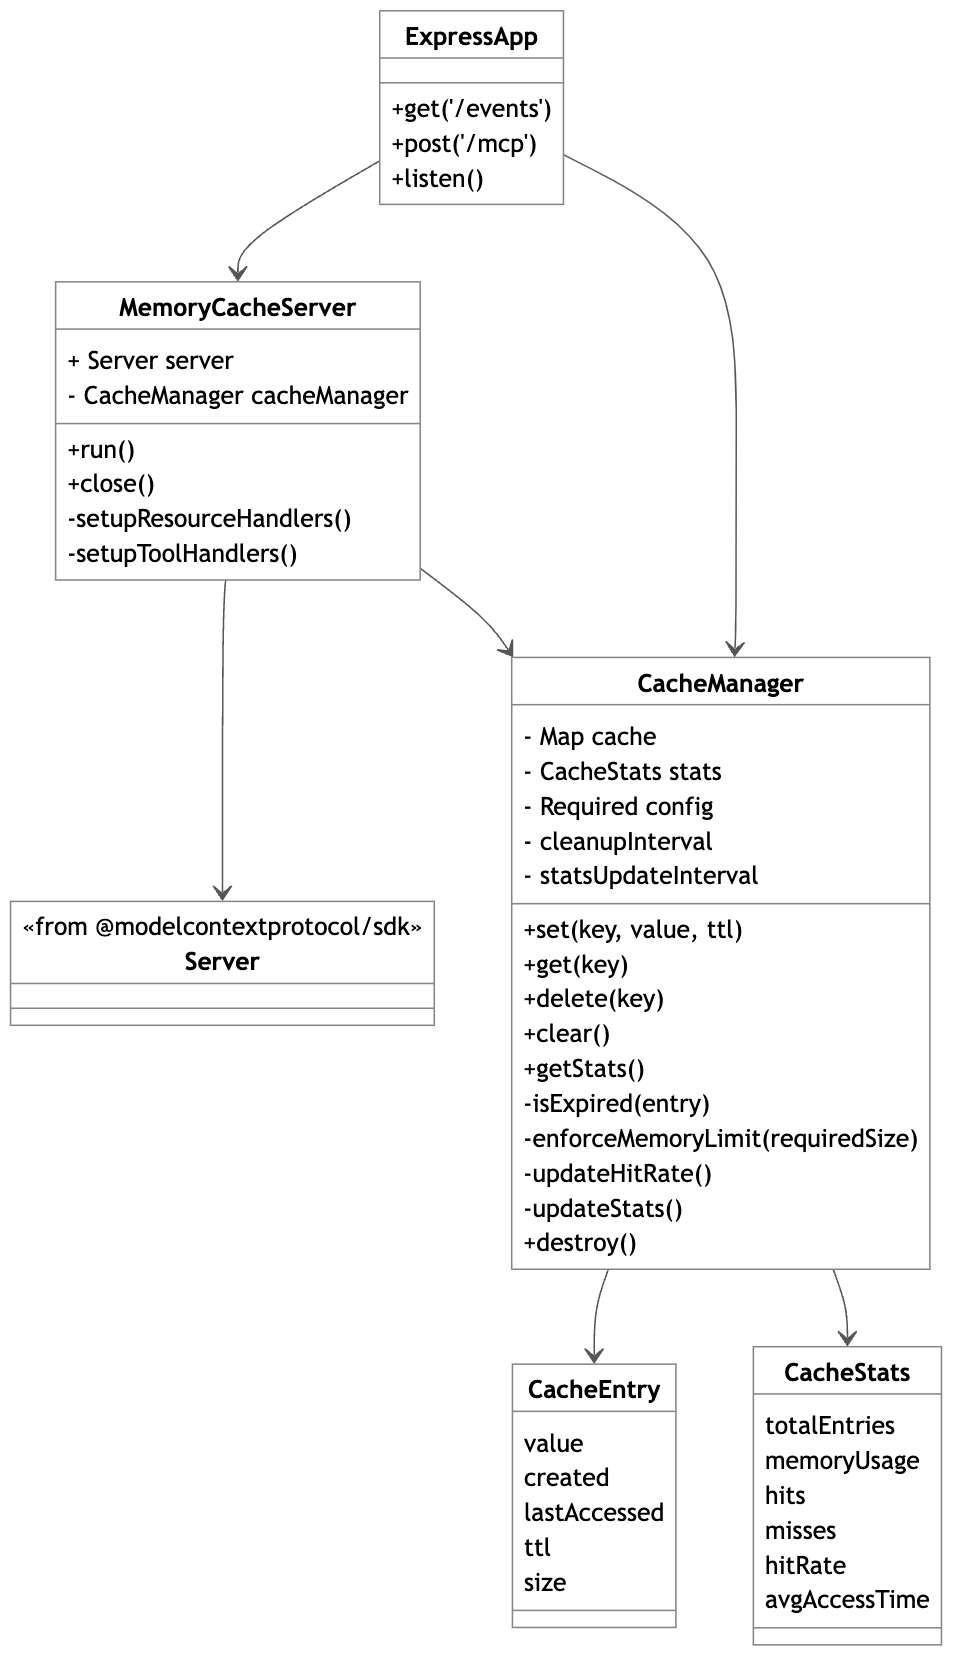 ExpressApp
+get('/events')
+post('/mcp')
+listen()
MemoryCacheServer
+ Server server
- CacheManager cacheManager
+run()
+close()
-setupResourceHandlers()
-setupToolHandlers()
CacheManager
- Map cache
- CacheStats stats
- Required config
- cleanupInterval
- statsUpdateInterval
+set(key, value, ttl)
+get(key)
+delete(key)
+clear()
+getStats()
-isExpired(entry)
-enforceMemoryLimit(requiredSize)
-updateHitRate()
-updateStats()
+destroy()
«from @modelcontextprotocol/sdk»
Server
CacheEntry
value
created
lastAccessed
ttl
size
CacheStats
totalEntries
memoryUsage
hits
misses
hitRate
avgAccessTime